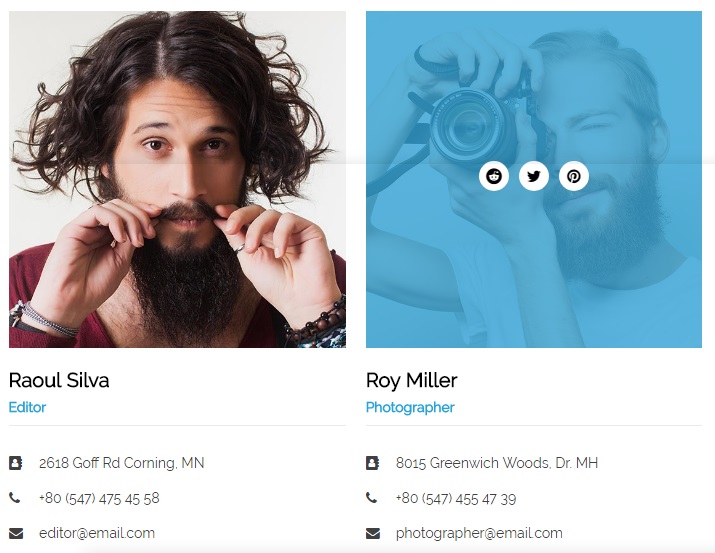 Raoul Silva
Editor
2618 Goff Rd Corning, MN
+80 (547) 475 45 58
editor@email.com
Roy Miller
Photographer
8015 Greenwich Woods, Dr. MH
+80 (547) 455 47 39
photographer@email.com